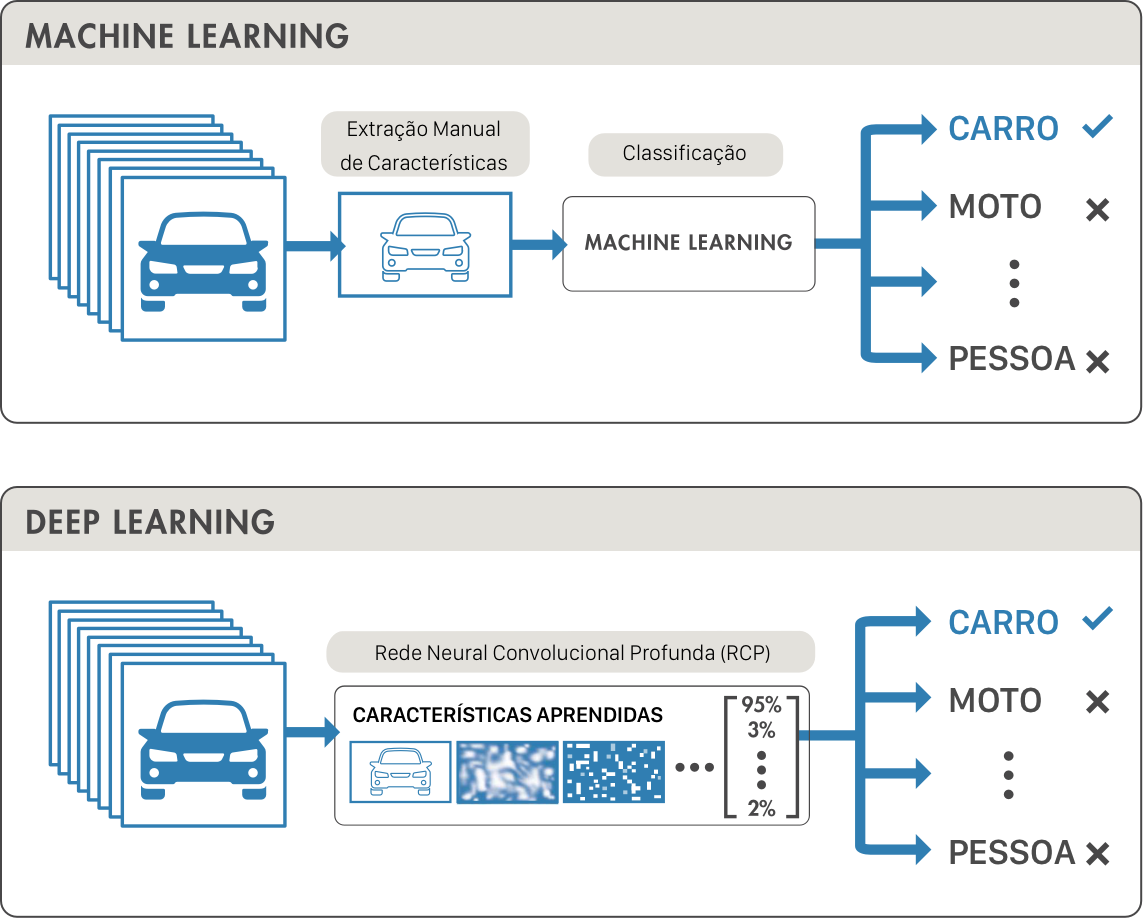 MACHINE LEARNING
Extração Manual
de Característícas
Classificação
MACHINE LEARNING
CARRO
MOTO
PESSOA
DEEP LEARNING
Rede Neural Convolucional Profunda (RCP)
CARACTERÍSTICAS APRENDIDAS
95%
3%
2%
CARRO
MOTO
PESSOA